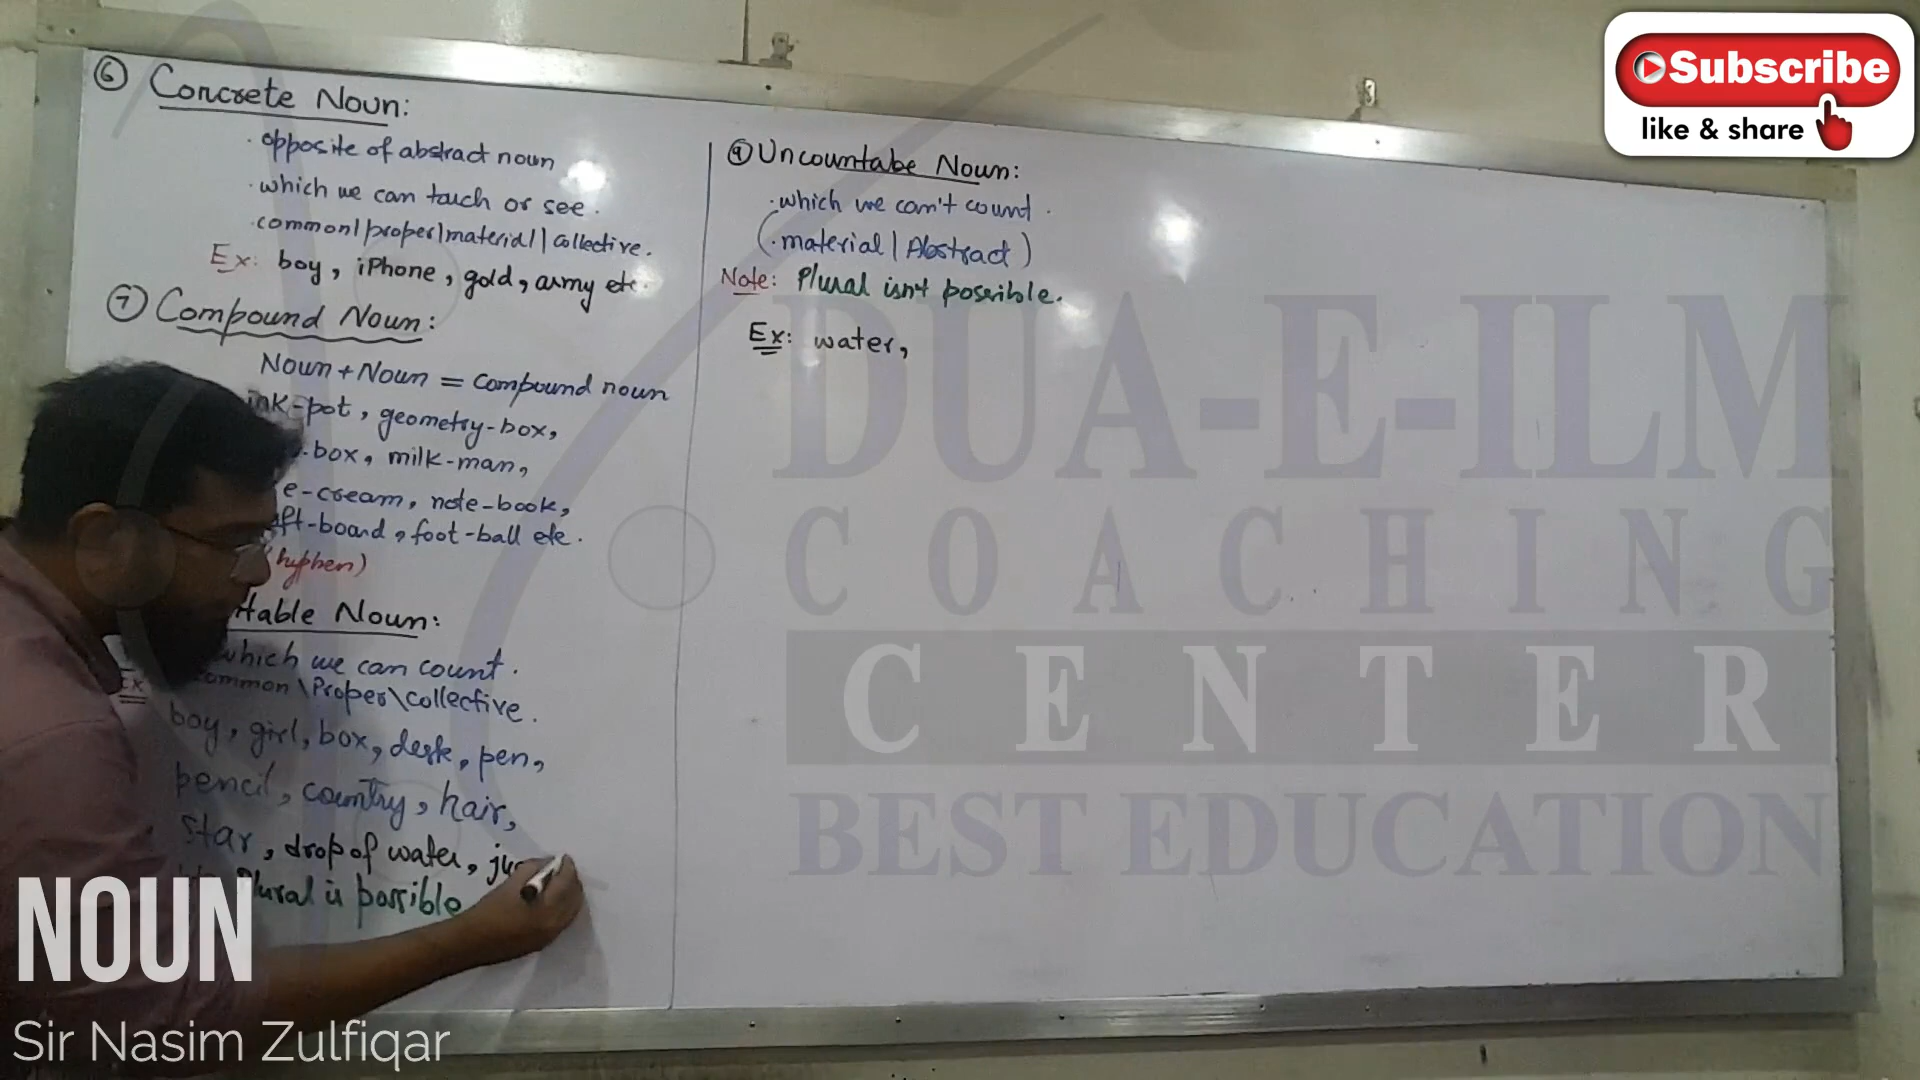 ⑥ Concrete Noun:
. opposite of abstract noun
. which we can touch or see.
. common/proper/material/collective.
Ex: boy, iPhone, gold, army etc.
⑦ Compound Noun:
Noun + Noun = Compound noun
ink-pot, geometry-box,
box, milk-man,
e-cream, note-book,
ft-board, foot-ball etc.
(hyphen)
table Noun:
which we can count.
Ex common\Proper\collective.
boy, girl, box, desk, pen,
pencil, country, hair,
star, drop of water,
Plural is possible
⑨ Uncountabe Noun:
. which we can't count.
(. material | Abstract)
Note: Plural isn't possible.
Ex: water,
Subscribe
like & share
DUA-E-ILM
COACHING
CENTER
BEST EDUCATION
NOUN
Sir Nasim Zulfiqar